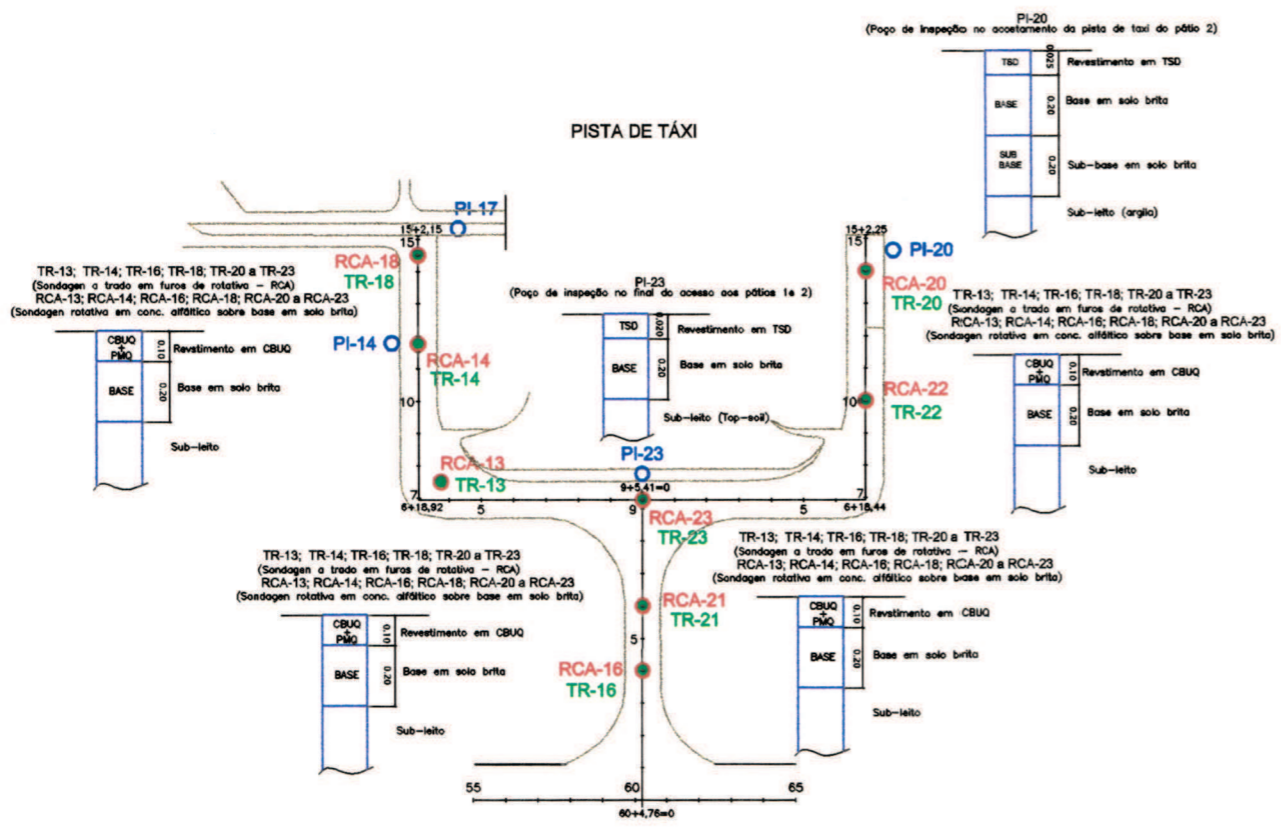 PI-20
(Poço de inspeção no acostamento da pista de taxi do pátio 2)
TSD
0,025
Revestimento em TSD
BASE
0,20
Base em solo brita
SUB
BASE
0,20
Sub-base em solo brita
Sub-leito (argila)
PISTA DE TÁXI
PI-17
15+2,15
15
RCA-18
TR-18
PI-14
RCA-14
TR-14
10
RCA-13
TR-13
7
6+18,92
5
TR-13; TR-14; TR-16; TR-18; TR-20 a TR-23
(Sondagen a trado em furos de rotativa – RCA)
RCA-13; RCA-14; RCA-16; RCA-18; RCA-20 a RCA-23
(Sondagen rotativa em conc. alfáltico sobre base em solo brita)
CBUQ
+
PMQ
0,10
Revstimento em CBUQ
BASE
0,20
Base em solo brita
Sub-leito
PI-23
(Poço de inspeção no final do acesso aos pátios 1e 2)
TSD
0,020
Revestimento em TSD
BASE
0,20
Base em solo brita
Sub-leito (Top-soil)
PI-23
9+5,41=0
9
RCA-23
TR-23
15+2,25
15
PI-20
RCA-20
TR-20
10
RCA-22
TR-22
5
7
6+18,44
TR-13; TR-14; TR-16; TR-18; TR-20 a TR-23
(Sondagen a trado em furos de rotativa – RCA)
RCA-13; RCA-14; RCA-16; RCA-18; RCA-20 a RCA-23
(Sondagen rotativa em conc. alfáltico sobre base em solo brita)
CBUQ
+
PMQ
0,10
Revestimento em CBUQ
BASE
0,20
Base em solo brita
Sub-leito
TR-13; TR-14; TR-16; TR-18; TR-20 a TR-23
(Sondagen a trado em furos de rotativa – RCA)
RCA-13; RCA-14; RCA-16; RCA-18; RCA-20 a RCA-23
(Sondagen rotativa em conc. alfáltico sobre base em solo brita)
CBUQ
+
PMQ
0,10
Revestimento em CBUQ
BASE
0,20
Base em solo brita
Sub-leito
RCA-21
TR-21
5
RCA-16
TR-16
TR-13; TR-14; TR-16; TR-18; TR-20 a TR-23
(Sondagen a trado em furos de rotativa – RCA)
RCA-13; RCA-14; RCA-16; RCA-18; RCA-20 a RCA-23
(Sondagen rotativa em conc. alfáltico sobre base em solo brita)
CBUQ
+
PMQ
0,10
Revestimento em CBUQ
BASE
0,20
Base em solo brita
Sub-leito
55
60
65
60+4,76=0